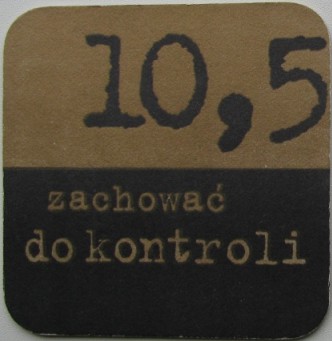 10,5
zachować
do kontroli